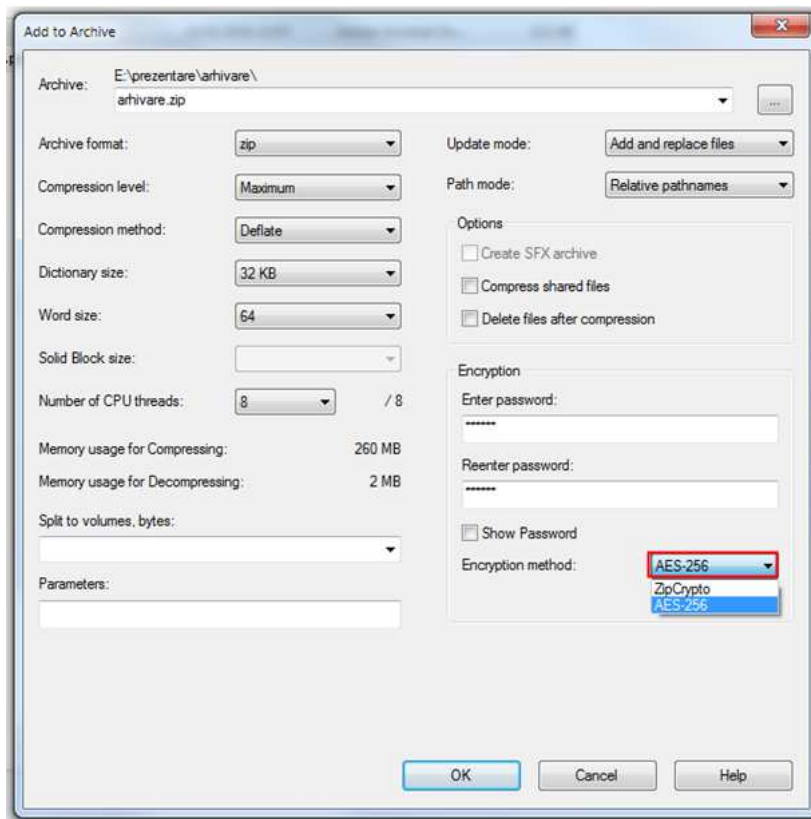 Add to Archive
Archive:
E:\prezentare\arhivare\
arhivare.zip
...
Archive format:
zip
Compression level:
Maximum
Compression method:
Deflate
Dictionary size:
32 KB
Word size:
64
Solid Block size:
Number of CPU threads:
8
/ 8
Memory usage for Compressing:
260 MB
Memory usage for Decompressing:
2 MB
Split to volumes, bytes:
Parameters:
Update mode:
Add and replace files
Path mode:
Relative pathnames
Options
Create SFX archive
Compress shared files
Delete files after compression
Encryption
Enter password:
******
Reenter password:
******
Show Password
Encryption method:
AES-256
ZipCrypto
AES-256
OK
Cancel
Help